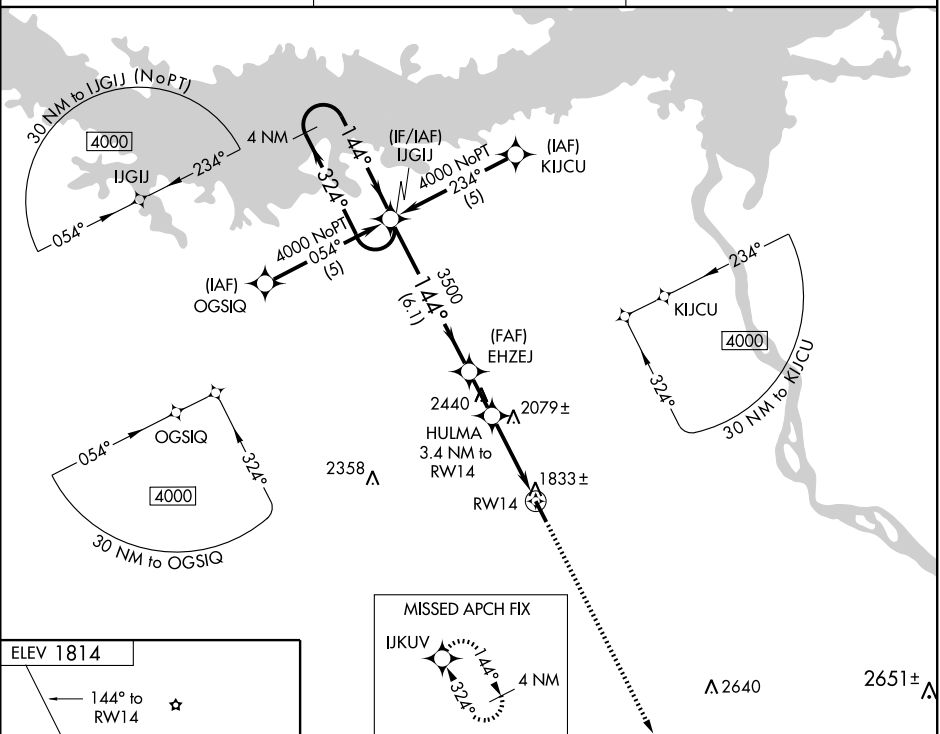 30 NM to IJGIJ (NoPT)
4000
IJGIJ
234°
054°
4 NM
144°
324°
(IF/IAF)
IJGIJ
4000 NoPT
234°
(5)
(IAF)
KIJCU
4000 NoPT
054°
(5)
(IAF)
OGSIQ
3500
144°
(6.1)
(FAF)
EHZEJ
2440
2079±
HULMA
3.4 NM to
RW14
1833±
RW14
2358
234°
KIJCU
4000
324°
30 NM to KIJCU
054°
OGSIQ
324°
4000
30 NM to OGSIQ
MISSED APCH FIX
IJKUV
144°
324°
4 NM
2640
2651±
ELEV 1814
144° to
RW14